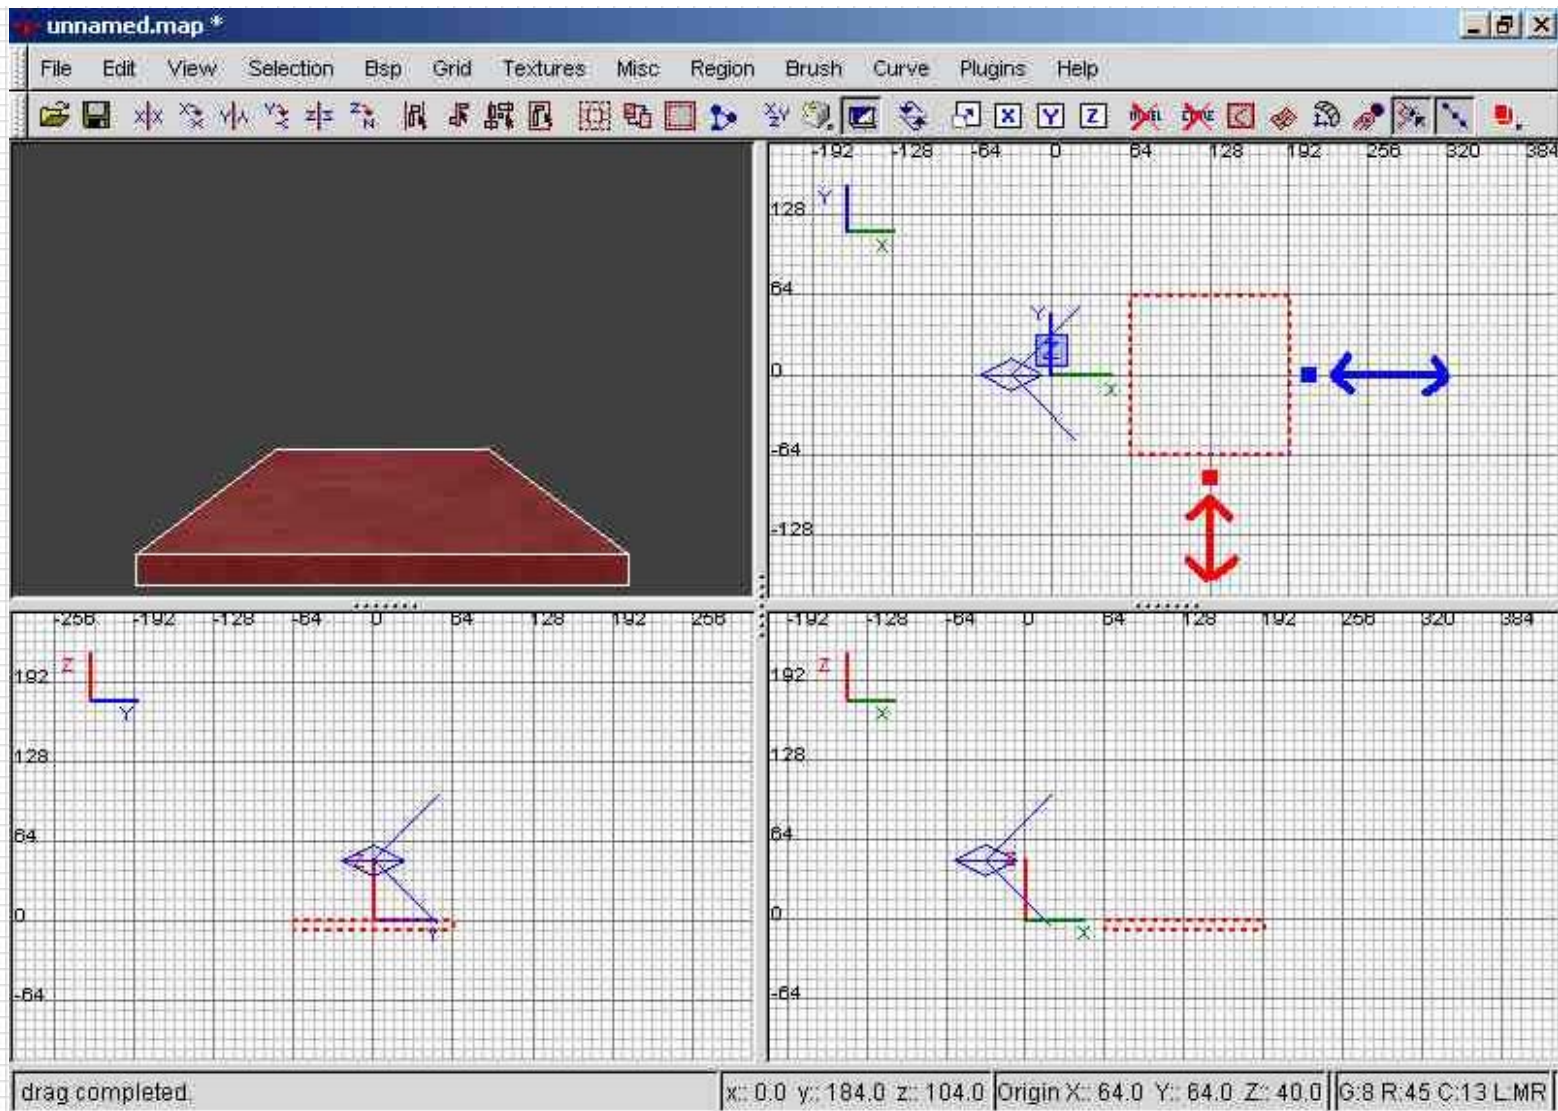 unnamed.map *
File Edit View Selection Bsp Grid Textures Misc Region Brush Curve Plugins Help
-192 -128 -64 0 64 128 192 256 320 384
128
Y
X
64
Y
Z
0
X
-64
-128
-256 -192 -128 -64 0 64 128 192 256
192
Z
Y
128
64
Z
0
Y
-64
-192 -128 -64 0 64 128 192 256 320 384
192
Z
X
128
64
Z
0
X
-64
drag completed.
x:: 0.0 y:: 184.0 z:: 104.0
Origin X:: 64.0 Y:: 64.0 Z:: 40.0
G:8 R:45 C:13 L:MR